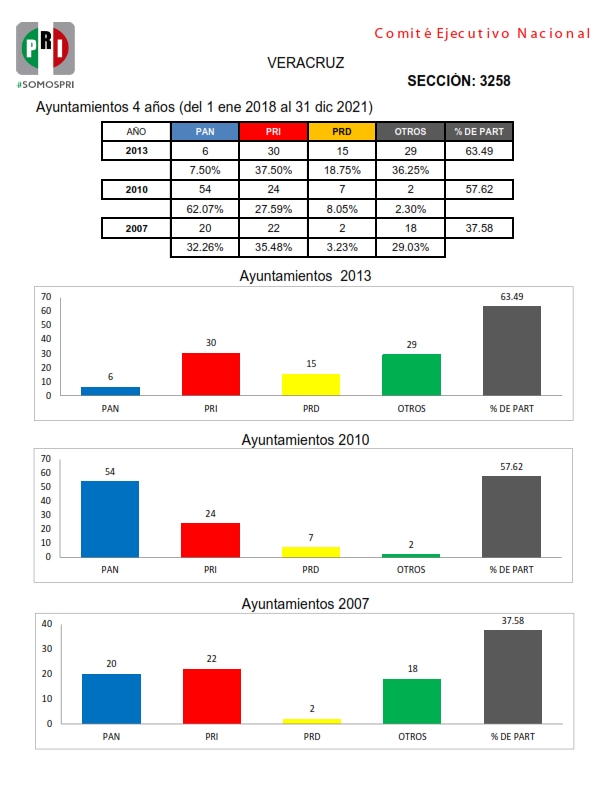 Comité Ejecutivo Nacional
PRI
#SOMOSPRI
VERACRUZ
SECCIÓN: 3258
Ayuntamientos 4 años (del 1 ene 2018 al 31 dic 2021)
AÑO PAN PRI PRD OTROS % DE PART
2013 6 30 15 29 63.49
7.50% 37.50% 18.75% 36.25%
2010 54 24 7 2 57.62
62.07% 27.59% 8.05% 2.30%
2007 20 22 2 18 37.58
32.26% 35.48% 3.23% 29.03%
Ayuntamientos 2013
70
60
50
40
30
20
10
0
6
30
15
29
63.49
PAN PRI PRD OTROS % DE PART
Ayuntamientos 2010
70
60
50
40
30
20
10
0
54
24
7
2
57.62
PAN PRI PRD OTROS % DE PART
Ayuntamientos 2007
40
30
20
10
0
20
22
2
18
37.58
PAN PRI PRD OTROS % DE PART